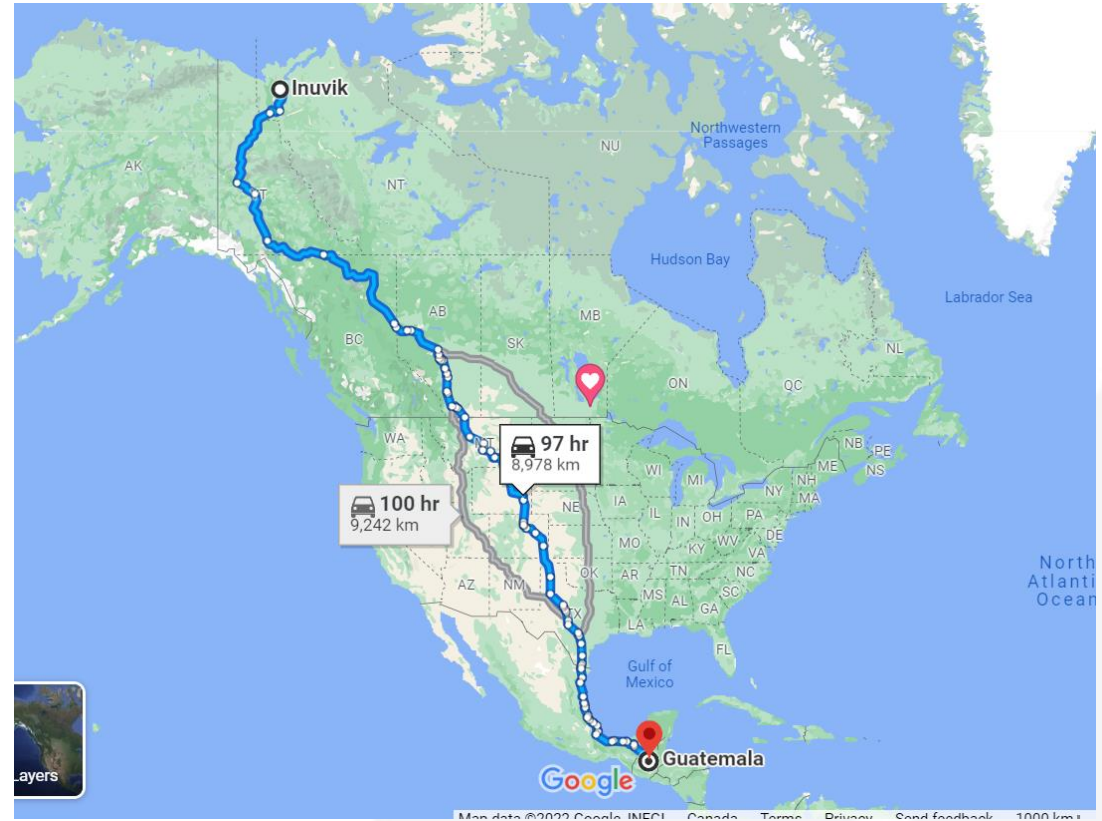 Inuvik
Northwestern
Passages
NU
AK
NT
Hudson Bay
Labrador Sea
AB
MB
SK
BC
NL
ON
QC
WA
97 hr
8,978 km
NB
PE
ME
NS
WI
MI
NH
NY
MA
100 hr
9,242 km
NE
IA
IL
IN
OH
PA
DE
MO
KY
WV
VA
North
Atlanti
Ocean
AZ
NM
OK
AR
TN
NC
SC
MS
AL
GA
TX
LA
FL
Gulf of
Mexico
Guatemala
ayers
Google
Map data ©2022 Google, INEGI
Canada
Terms
Privacy
Send feedback
1000 km